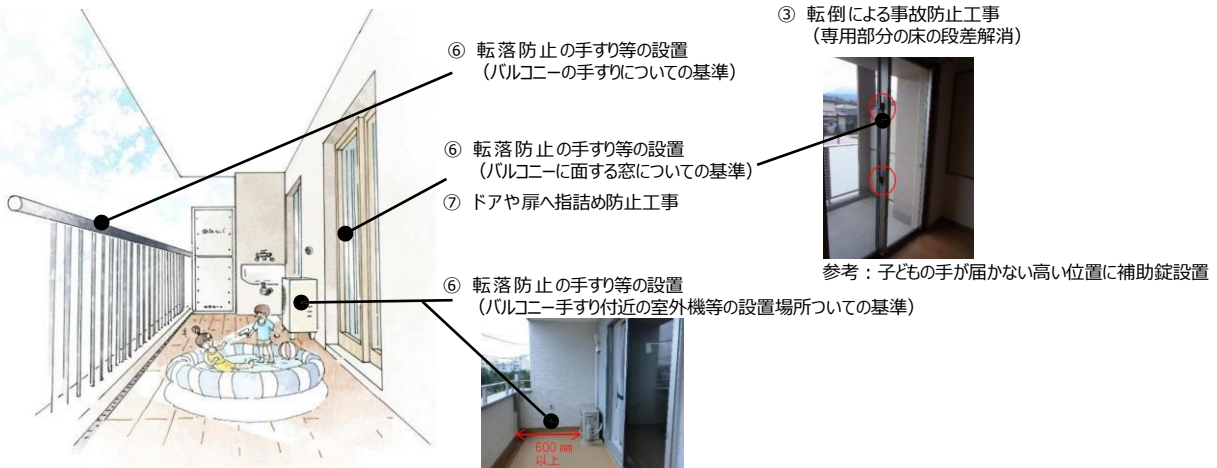 ③ 転倒による事故防止工事
（専用部分の床の段差解消）
⑥ 転落防止の手すり等の設置
（バルコニーの手すりについての基準）
⑥ 転落防止の手すり等の設置
（バルコニーに面する窓についての基準）
⑦ ドアや扉へ指詰め防止工事
参考：子どもの手が届かない高い位置に補助錠設置
⑥ 転落防止の手すり等の設置
（バルコニー手すり付近の室外機等の設置場所ついての基準）
600㎜
以上